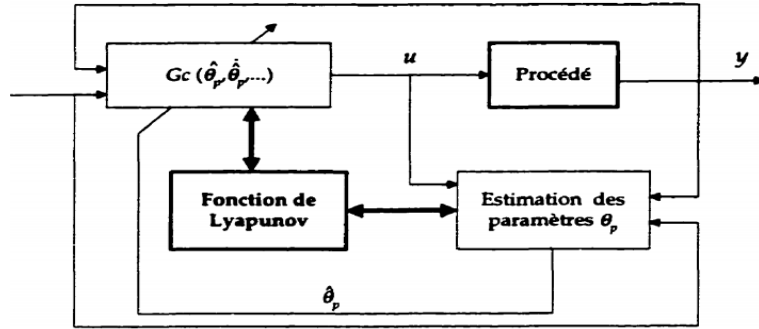 Gc (θ̂ₚ, θ̂̇ₚ,...)
u
Procédé
y
Fonction de
Lyapunov
Estimation des
paramètres θₚ
θ̂ₚ